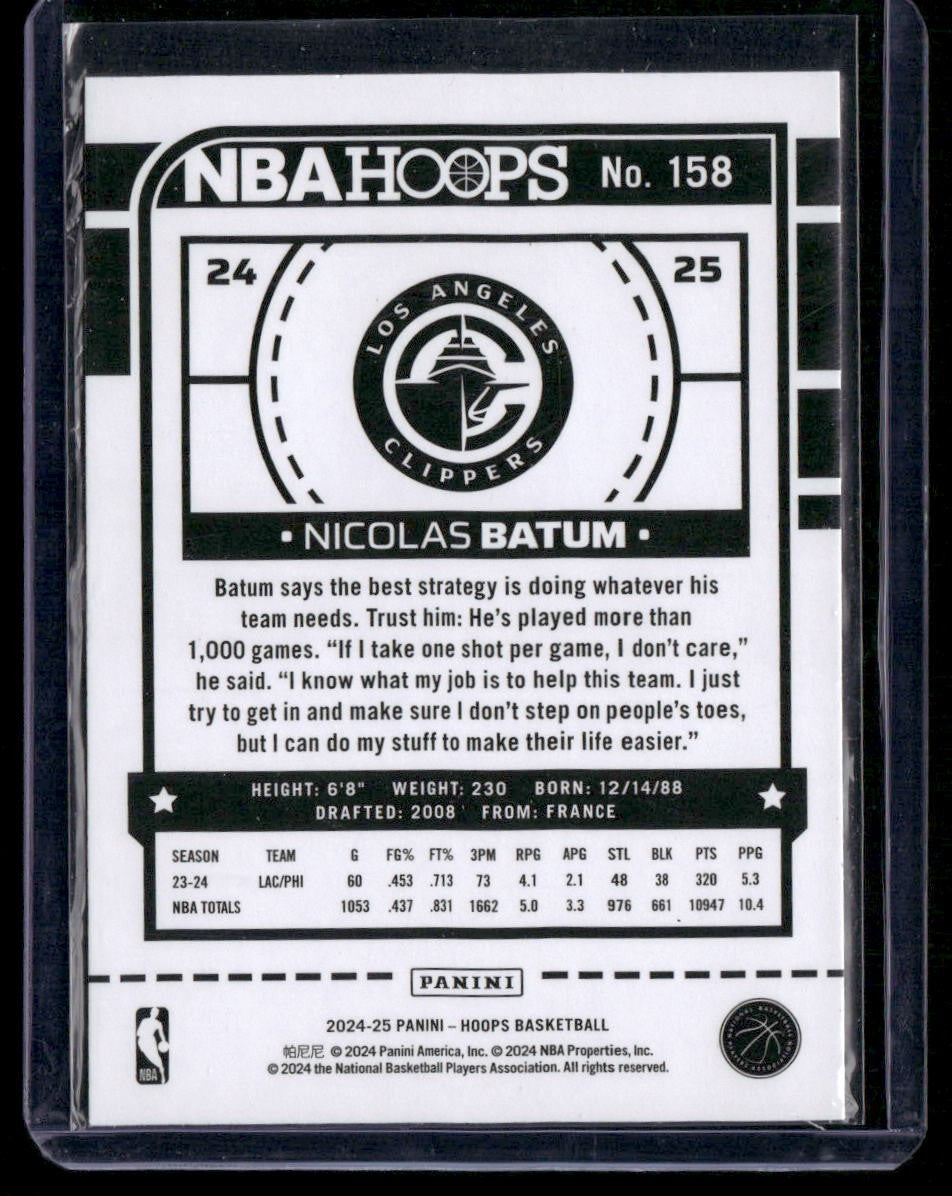 NBA HOOPS No. 158
24 25
LOS ANGELES
CLIPPERS
• NICOLAS BATUM •
Batum says the best strategy is doing whatever his
team needs. Trust him: He's played more than
1,000 games. “If I take one shot per game, I don't care,”
he said. “I know what my job is to help this team. I just
try to get in and make sure I don't step on people's toes,
but I can do my stuff to make their life easier.”
HEIGHT: 6'8" WEIGHT: 230 BORN: 12/14/88
DRAFTED: 2008 FROM: FRANCE
SEASON TEAM G FG% FT% 3PM RPG APG STL BLK PTS PPG
23-24 LAC/PHI 60 .453 .713 73 4.1 2.1 48 38 320 5.3
NBA TOTALS 1053 .437 .831 1662 5.0 3.3 976 661 10947 10.4
PANINI
2024-25 PANINI – HOOPS BASKETBALL
帕尼尼 © 2024 Panini America, Inc. © 2024 NBA Properties, Inc.
© 2024 the National Basketball Players Association. All rights reserved.
NBA
NATIONAL BASKETBALL PLAYERS ASSOCIATION